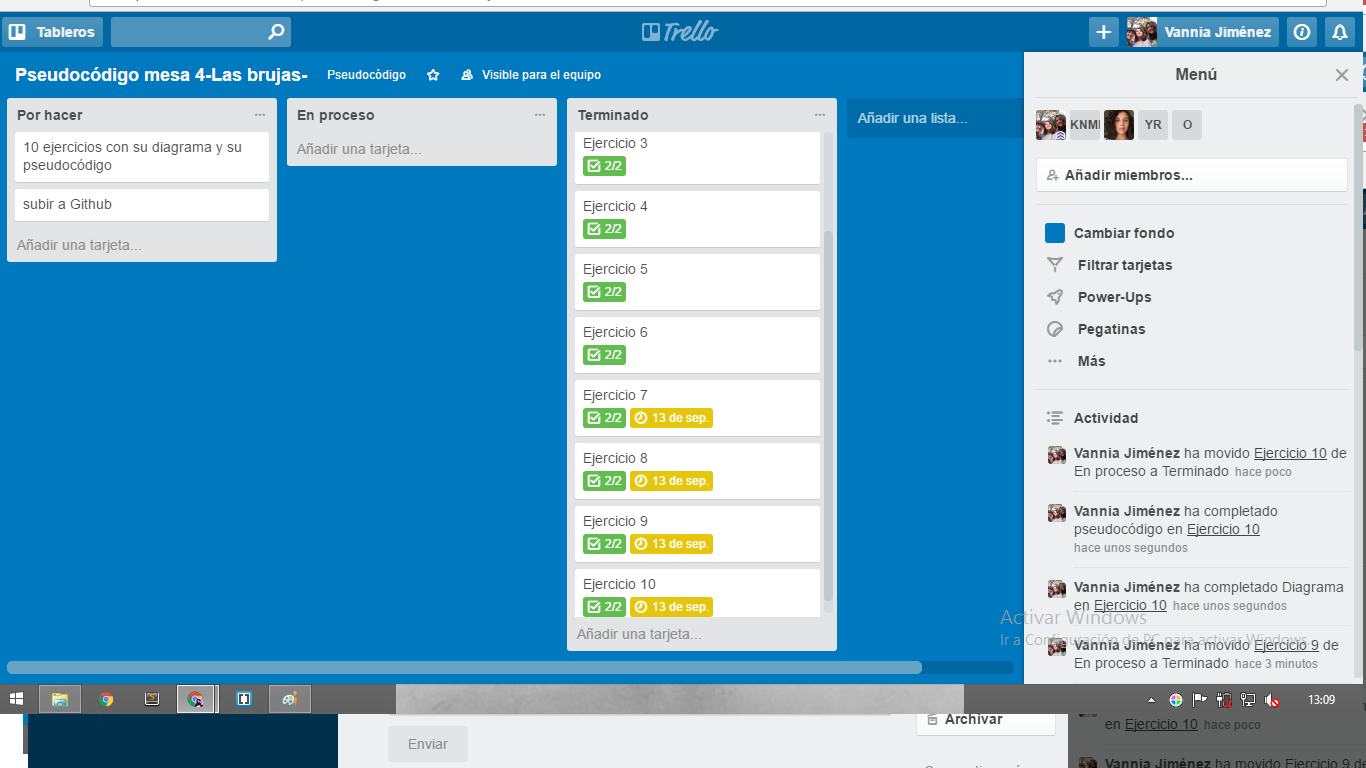 Tableros
Trello
Vannia Jiménez
Pseudocódigo mesa 4-Las brujas-
Pseudocódigo
Visible para el equipo
Por hacer
10 ejercicios con su diagrama y su
pseudocódigo
subir a Github
Añadir una tarjeta...
En proceso
Añadir una tarjeta...
Terminado
Ejercicio 3
2/2
Ejercicio 4
2/2
Ejercicio 5
2/2
Ejercicio 6
2/2
Ejercicio 7
2/2 13 de sep.
Ejercicio 8
2/2 13 de sep.
Ejercicio 9
2/2 13 de sep.
Ejercicio 10
2/2 13 de sep.
Añadir una tarjeta...
Añadir una lista...
Menú
KNMI YR O
Añadir miembros...
Cambiar fondo
Filtrar tarjetas
Power-Ups
Pegatinas
Más
Actividad
Vannia Jiménez ha movido Ejercicio 10 de
En proceso a Terminado hace poco
Vannia Jiménez ha completado
pseudocódigo en Ejercicio 10
hace unos segundos
Vannia Jiménez ha completado Diagrama
en Ejercicio 10 hace unos segundos
Vannia Jiménez ha movido Ejercicio 9 de
En proceso a Terminado hace 3 minutos
Activar Windows
Ir a Configuración de PC para activar Windows.
13:09
Enviar
Archivar
en Ejercicio 10 hace poco
Vannia Jiménez ha movido Ejercicio 9 de